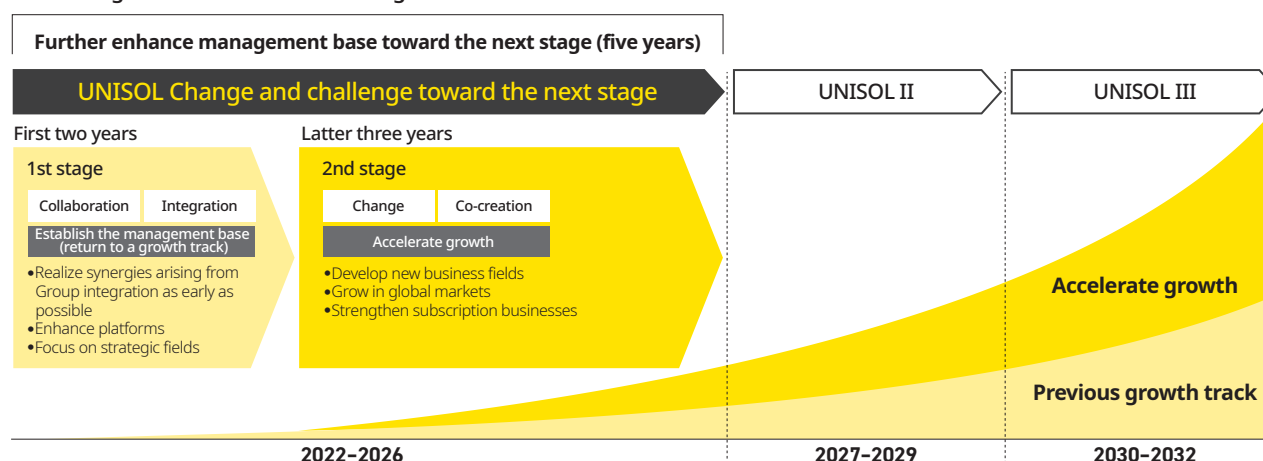 Further enhance management base toward the next stage (five years)
UNISOL Change and challenge toward the next stage
UNISOL II
UNISOL III
First two years
Latter three years
1st stage
Collaboration
Integration
Establish the management base
(return to a growth track)
•Realize synergies arising from
Group integration as early as
possible
•Enhance platforms
•Focus on strategic fields
2nd stage
Change
Co-creation
Accelerate growth
•Develop new business fields
•Grow in global markets
•Strengthen subscription businesses
Accelerate growth
Previous growth track
2022–2026
2027–2029
2030–2032